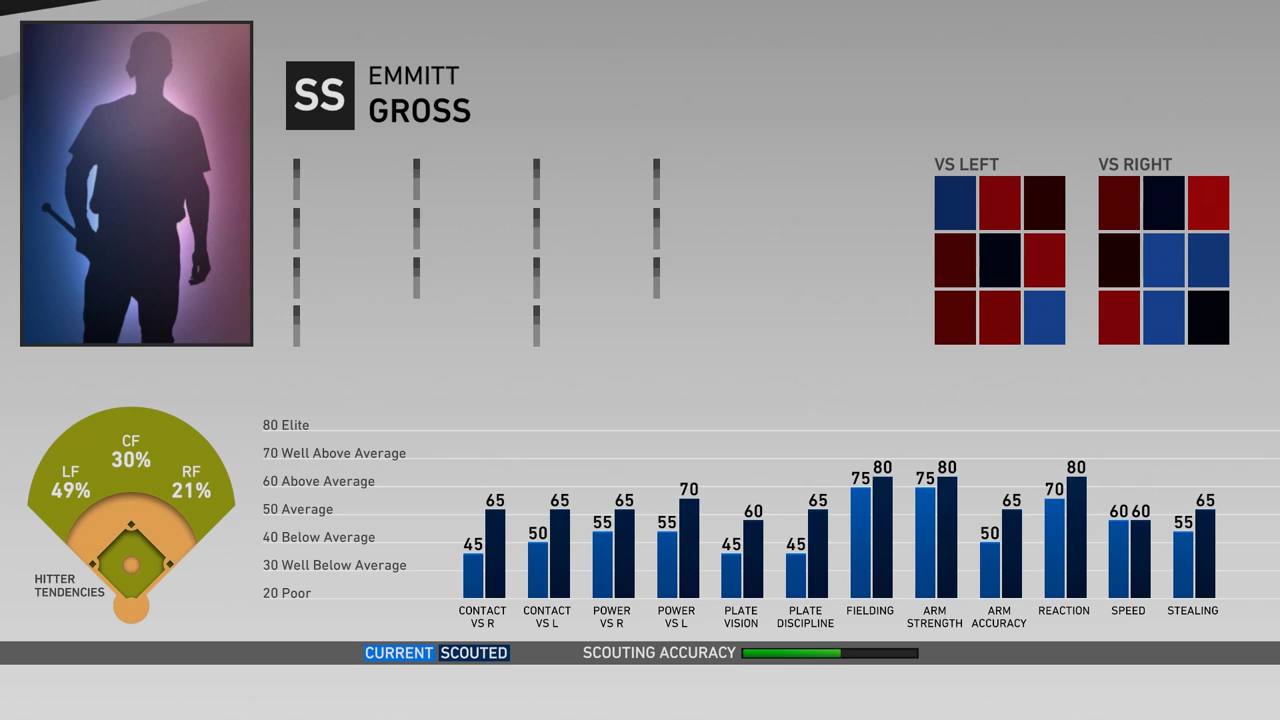 SS
EMMITT
GROSS
VS LEFT
VS RIGHT
CF
30%
LF
49%
RF
21%
HITTER
TENDENCIES
80 Elite
70 Well Above Average
60 Above Average
50 Average
40 Below Average
30 Well Below Average
20 Poor
45 65
50 65
55 65
55 70
45 60
45 65
75 80
75 80
50 65
70 80
60 60
55 65
CONTACT
VS R
CONTACT
VS L
POWER
VS R
POWER
VS L
PLATE
VISION
PLATE
DISCIPLINE
FIELDING
ARM
STRENGTH
ARM
ACCURACY
REACTION
SPEED
STEALING
CURRENT SCOUTED
SCOUTING ACCURACY